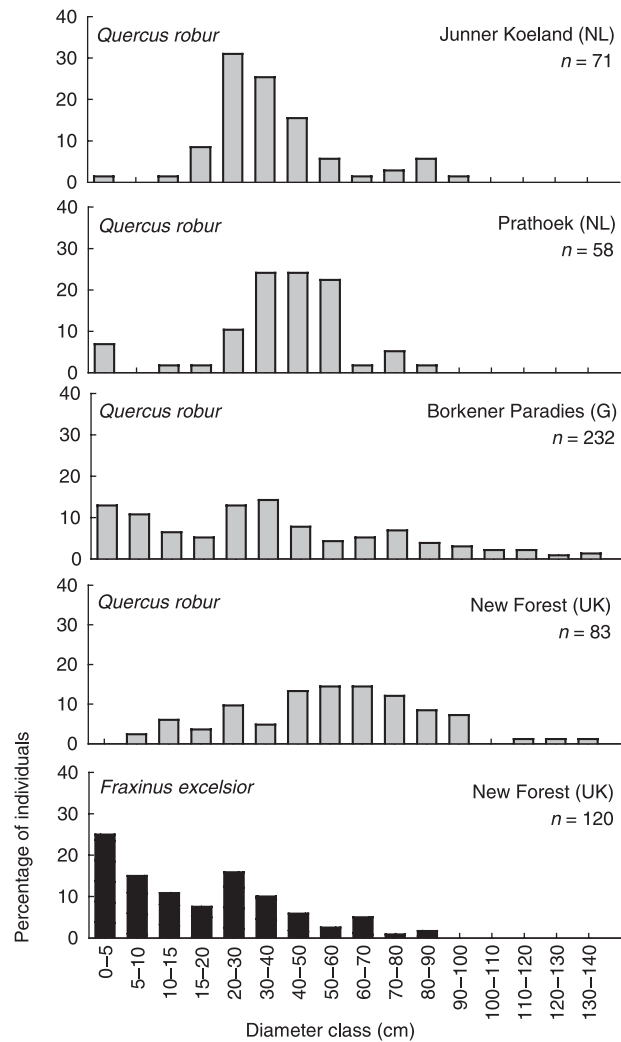 Quercus robur
Junner Koeland (NL)
n = 71
40
30
20
10
0
Quercus robur
Prathoek (NL)
n = 58
40
30
20
10
0
Quercus robur
Borkener Paradies (G)
n = 232
40
30
20
10
0
Quercus robur
New Forest (UK)
n = 83
40
30
20
10
0
Fraxinus excelsior
New Forest (UK)
n = 120
40
30
20
10
0
Percentage of individuals
0–5
5–10
10–15
15–20
20–30
30–40
40–50
50–60
60–70
70–80
80–90
90–100
100–110
110–120
120–130
130–140
Diameter class (cm)